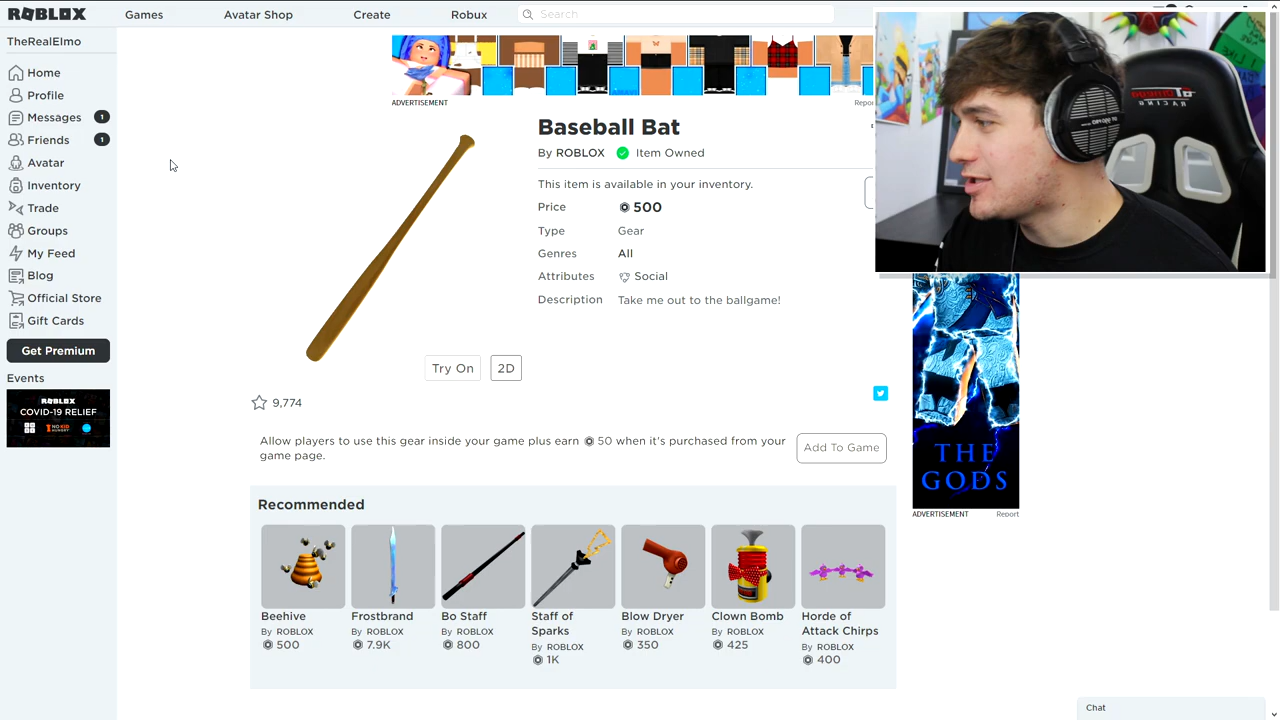 ROBLOX
Games
Avatar Shop
Create
Robux
Search
TheRealElmo
Home
Profile
Messages 1
Friends 1
Avatar
Inventory
Trade
Groups
My Feed
Blog
Official Store
Gift Cards
Get Premium
Events
ROBLOX
COVID-19 RELIEF
NO KID
HUNGRY
ADVERTISEMENT
Repor
Baseball Bat
By ROBLOX Item Owned
This item is available in your inventory.
Price 500
Type Gear
Genres All
Attributes Social
Description Take me out to the ballgame!
Try On
2D
9,774
Allow players to use this gear inside your game plus earn 50 when it's purchased from your
game page.
Add To Game
Recommended
Beehive
By ROBLOX
500
Frostbrand
By ROBLOX
7.9K
Bo Staff
By ROBLOX
800
Staff of
Sparks
By ROBLOX
1K
Blow Dryer
By ROBLOX
350
Clown Bomb
By ROBLOX
425
Horde of
Attack Chirps
By ROBLOX
400
THE
GODS
ADVERTISEMENT
Report
RACING
Chat